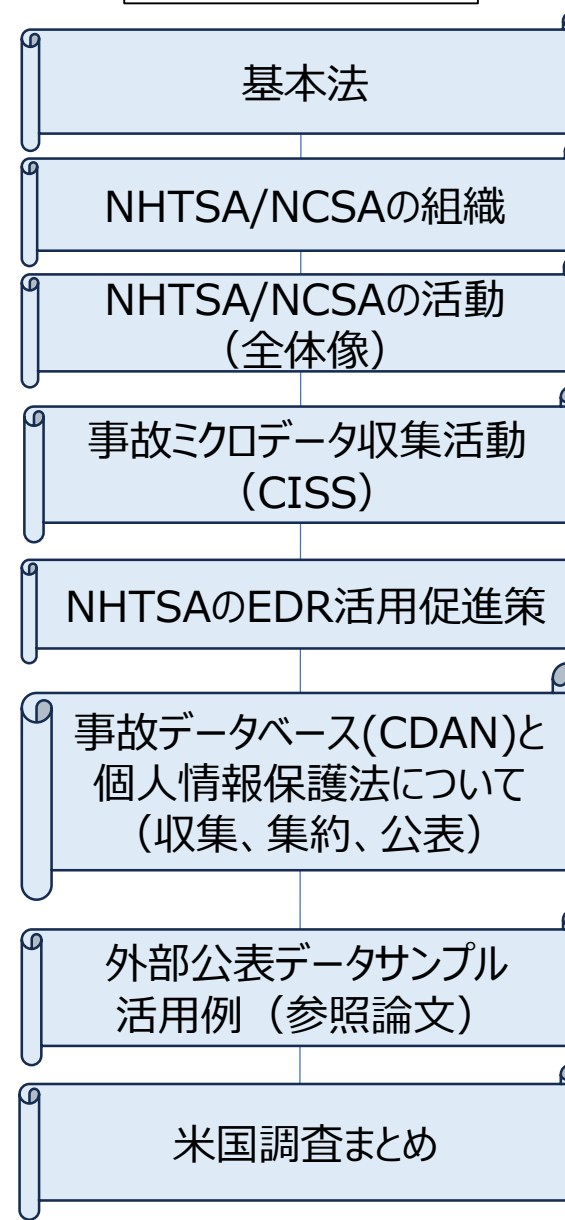 基本法
NHTSA/NCSAの組織
NHTSA/NCSAの活動
（全体像）
事故ミクロデータ収集活動
（CISS）
NHTSAのEDR活用促進策
事故データベース(CDAN)と
個人情報保護法について
（収集、集約、公表）
外部公表データサンプル
活用例（参照論文）
米国調査まとめ